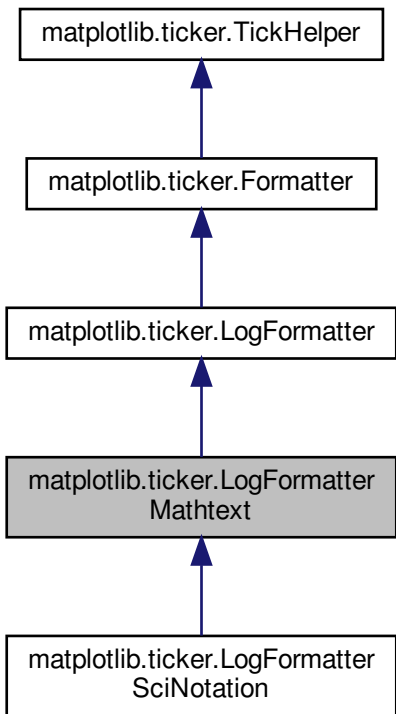 matplotlib.ticker.TickHelper
matplotlib.ticker.Formatter
matplotlib.ticker.LogFormatter
matplotlib.ticker.LogFormatter
Mathtext
matplotlib.ticker.LogFormatter
SciNotation